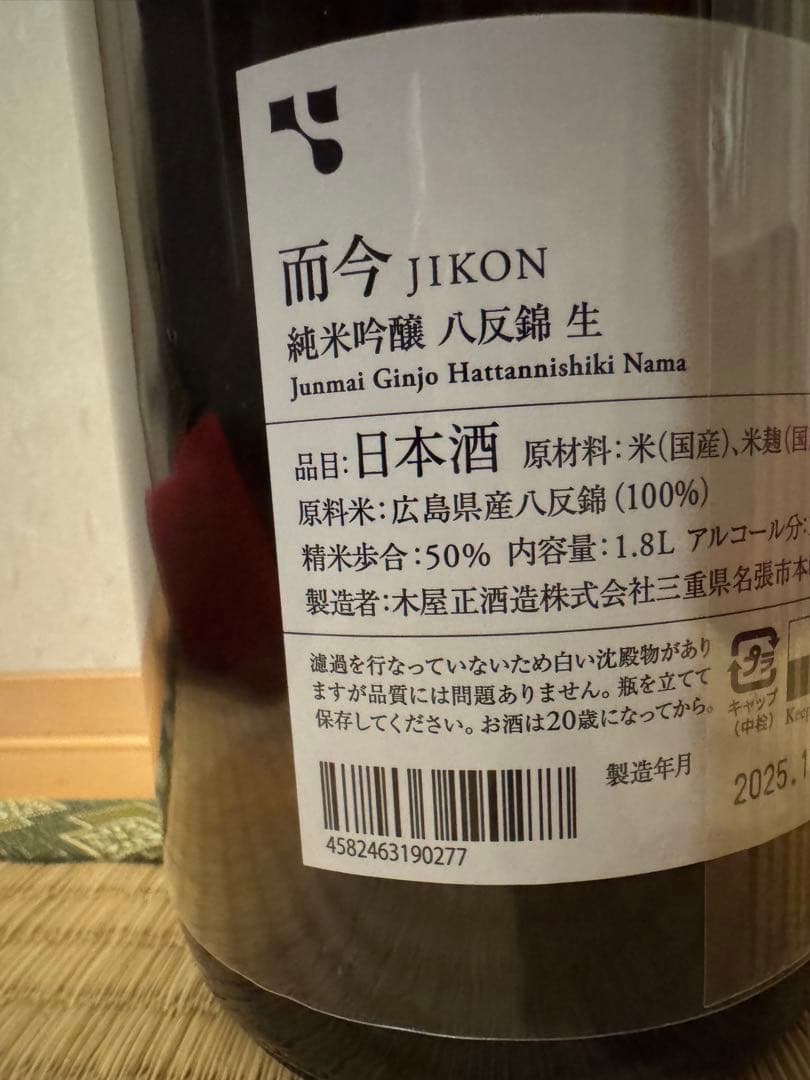 而今 JIKON
純米吟醸 八反錦 生
Junmai Ginjo Hattannishiki Nama
品目:日本酒 原材料:米(国産)、米麹(国
原料米:広島県産八反錦(100%)
精米歩合:50% 内容量:1.8L アルコール分:
製造者:木屋正酒造株式会社三重県名張市本
濾過を行なっていないため白い沈殿物があり
ますが品質には問題ありません。瓶を立てて
保存してください。お酒は20歳になってから。
プラ
キャップ
(中栓)
Keep
製造年月
2025.1
4582463190277